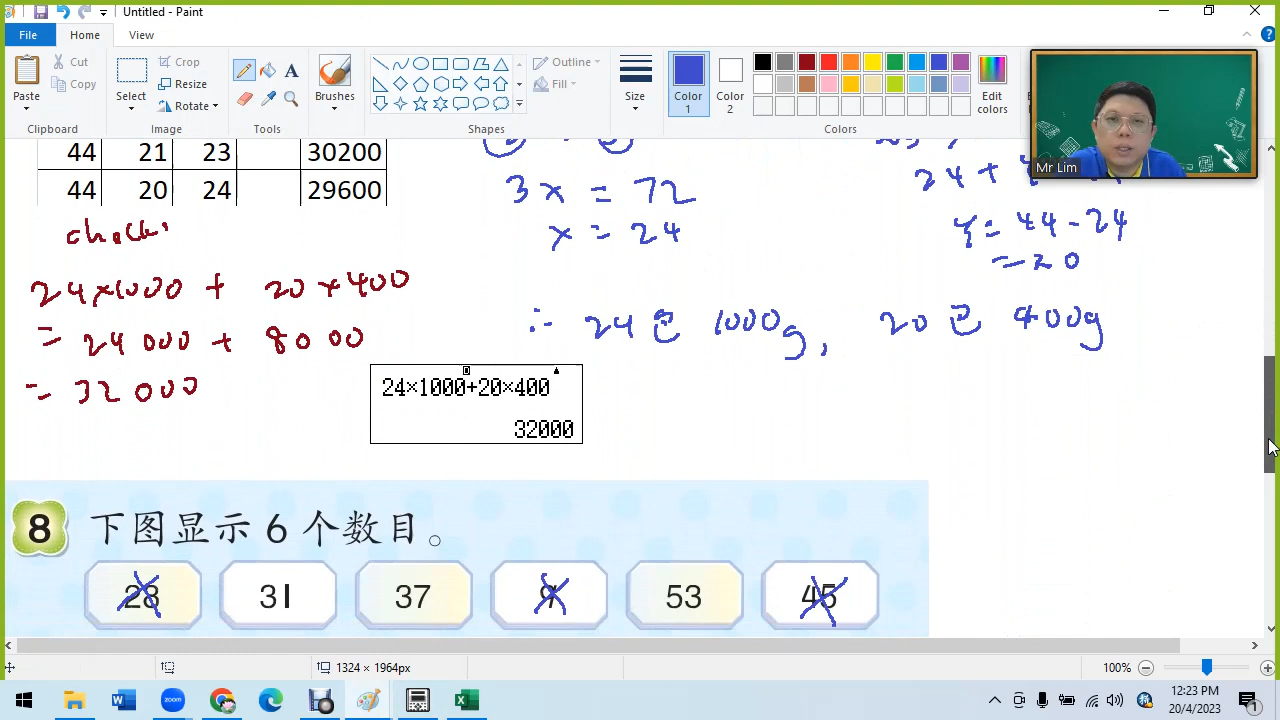 Untitled - Paint
File
Home
View
Paste
Cut
Copy
Clipboard
Select
Crop
Resize
Rotate
Image
Tools
Brushes
Shapes
Outline
Fill
Size
Color 1
Color 2
Edit colors
Colors
Mr Lim
44 21 23 30200
44 20 24 29600
check:
24×1000 + 20×400
= 24000 + 8000
= 32000
3x = 72
x = 24
24 +
y = 44 - 24
= 20
∴ 24 @ 1000g, 20 @ 400g
24×1000+20×400
32000
8 下图显示 6 个数目。
28 31 37 9 53 45
1324 × 1964px
100%
zoom
12:23 PM
20/4/2023
1